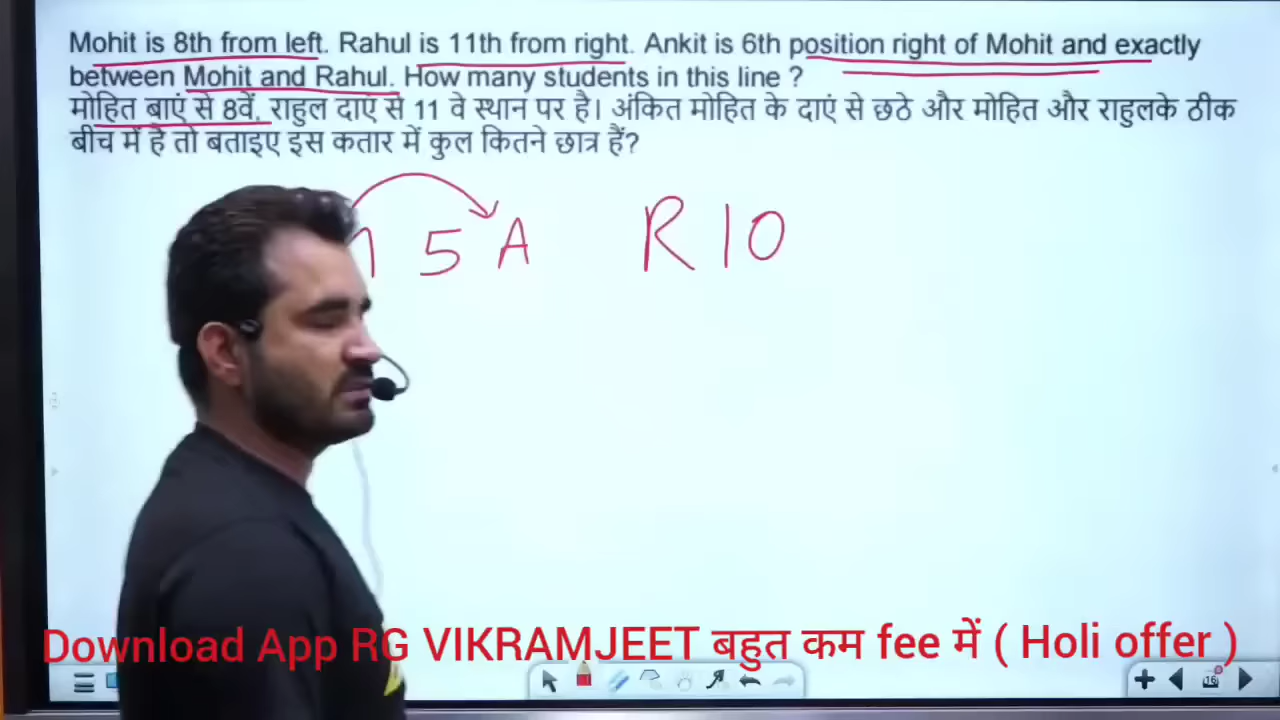 Mohit is 8th from left. Rahul is 11th from right. Ankit is 6th position right of Mohit and exactly
between Mohit and Rahul. How many students in this line ?
मोहित बाएं से 8वें, राहुल दाएं से 11 वे स्थान पर है। अंकित मोहित के दाएं से छठे और मोहित और राहुलके ठीक
बीच में है तो बताइए इस कतार में कुल कितने छात्र हैं?
5 A R 10
Download App RG VIKRAMJEET बहुत कम fee में ( Holi offer )
16